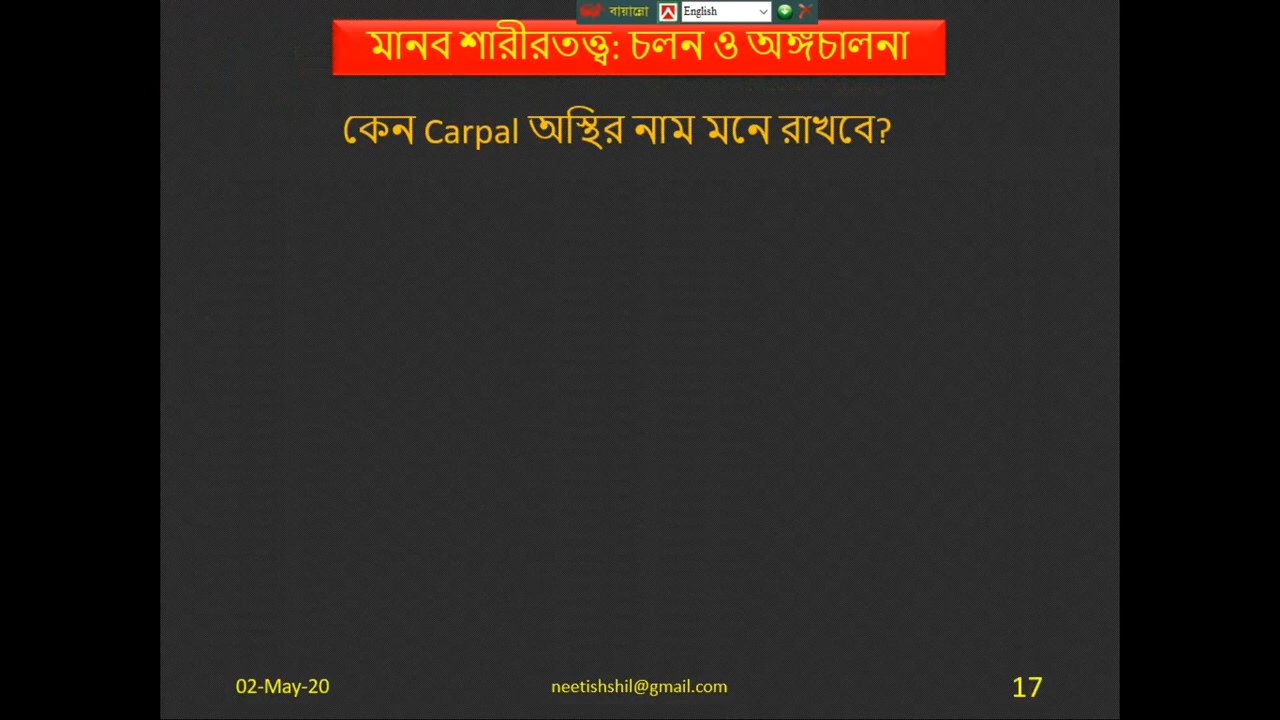 বায়ান্নো English
মানব শারীরতত্ত্ব: চলন ও অঙ্গচালনা
কেন Carpal অস্থির নাম মনে রাখবে?
02-May-20 neetishshil@gmail.com 17